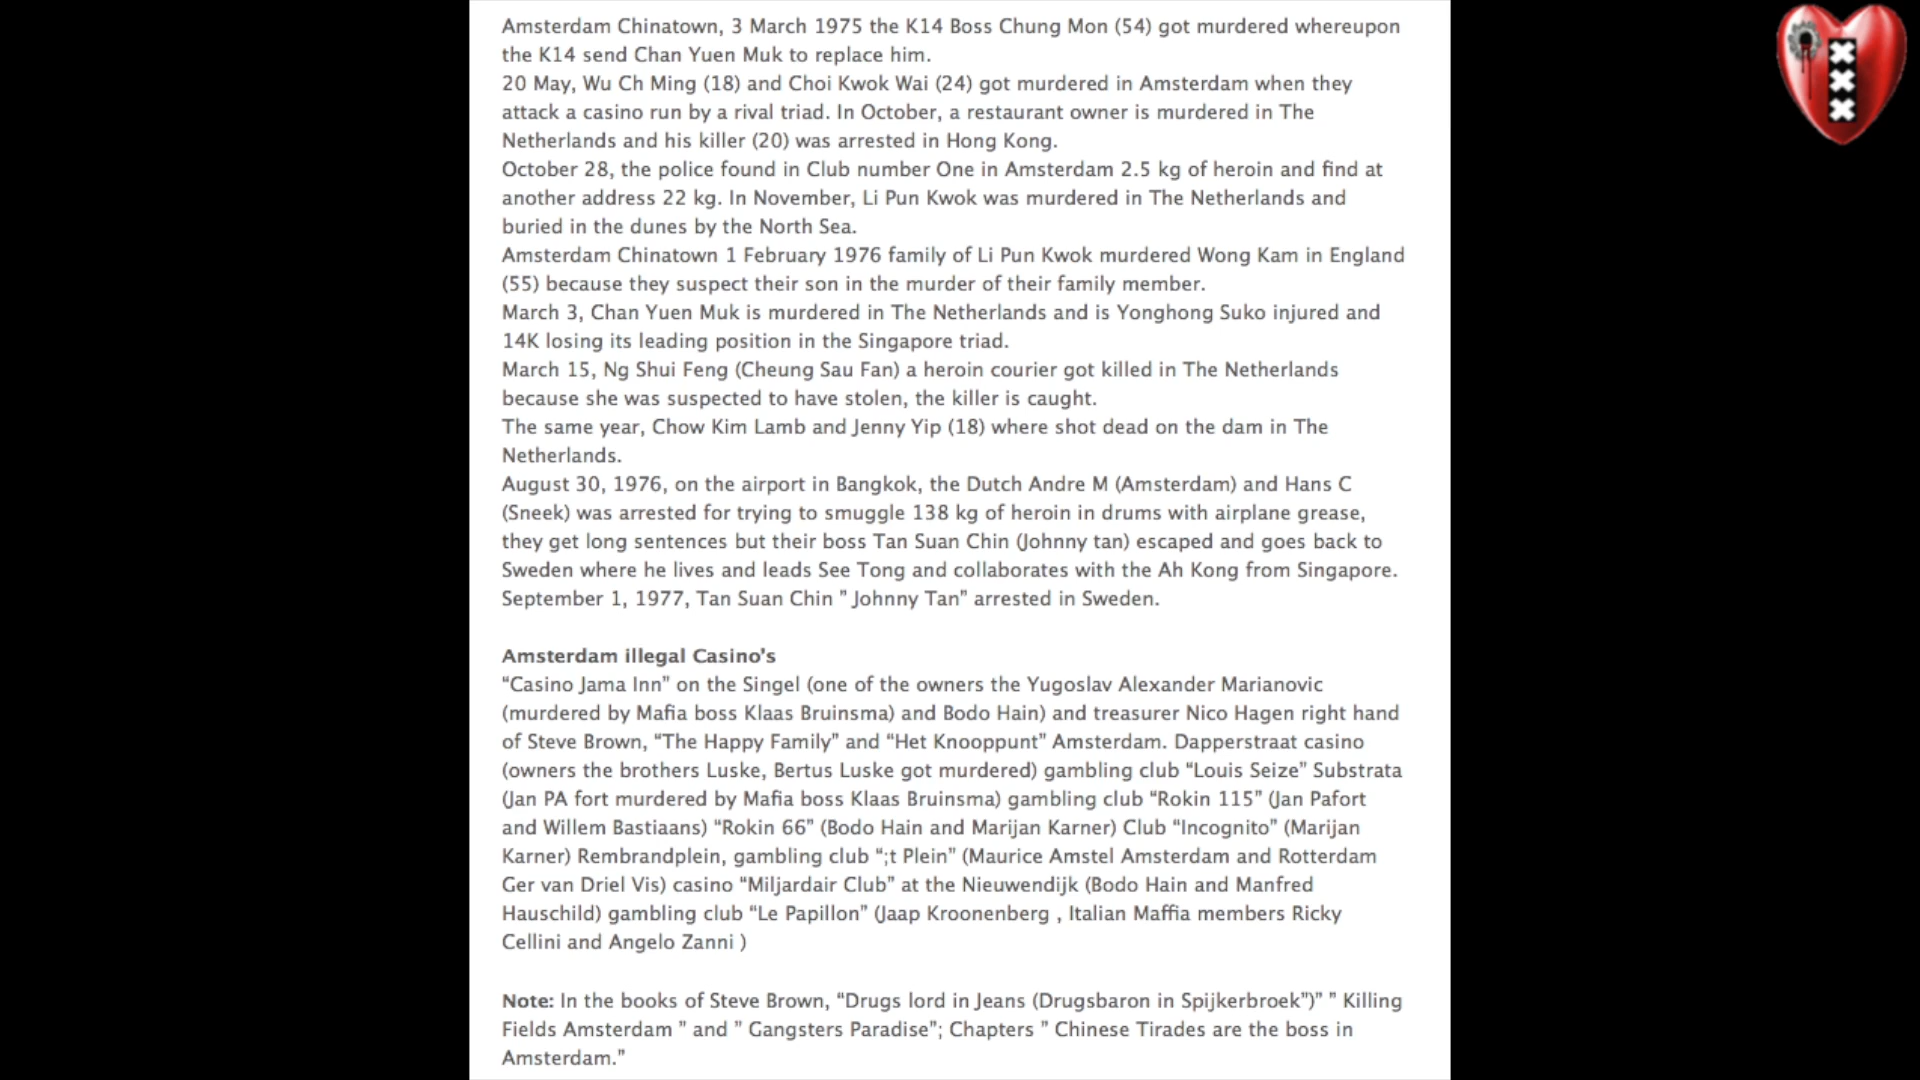 Amsterdam Chinatown, 3 March 1975 the K14 Boss Chung Mon (54) got murdered whereupon
the K14 send Chan Yuen Muk to replace him.
20 May, Wu Ch Ming (18) and Choi Kwok Wai (24) got murdered in Amsterdam when they
attack a casino run by a rival triad. In October, a restaurant owner is murdered in The
Netherlands and his killer (20) was arrested in Hong Kong.
October 28, the police found in Club number One in Amsterdam 2.5 kg of heroin and find at
another address 22 kg. In November, Li Pun Kwok was murdered in The Netherlands and
buried in the dunes by the North Sea.
Amsterdam Chinatown 1 February 1976 family of Li Pun Kwok murdered Wong Kam in England
(55) because they suspect their son in the murder of their family member.
March 3, Chan Yuen Muk is murdered in The Netherlands and is Yonghong Suko injured and
14K losing its leading position in the Singapore triad.
March 15, Ng Shui Feng (Cheung Sau Fan) a heroin courier got killed in The Netherlands
because she was suspected to have stolen, the killer is caught.
The same year, Chow Kim Lamb and Jenny Yip (18) where shot dead on the dam in The
Netherlands.
August 30, 1976, on the airport in Bangkok, the Dutch Andre M (Amsterdam) and Hans C
(Sneek) was arrested for trying to smuggle 138 kg of heroin in drums with airplane grease,
they get long sentences but their boss Tan Suan Chin (Johnny tan) escaped and goes back to
Sweden where he lives and leads See Tong and collaborates with the Ah Kong from Singapore.
September 1, 1977, Tan Suan Chin ” Johnny Tan” arrested in Sweden.
Amsterdam illegal Casino's
“Casino Jama Inn” on the Singel (one of the owners the Yugoslav Alexander Marianovic
(murdered by Mafia boss Klaas Bruinsma) and Bodo Hain) and treasurer Nico Hagen right hand
of Steve Brown, “The Happy Family” and “Het Knooppunt” Amsterdam. Dapperstraat casino
(owners the brothers Luske, Bertus Luske got murdered) gambling club “Louis Seize” Substrata
(Jan PA fort murdered by Mafia boss Klaas Bruinsma) gambling club “Rokin 115” (Jan Pafort
and Willem Bastiaans) “Rokin 66” (Bodo Hain and Marijan Karner) Club “Incognito” (Marijan
Karner) Rembrandplein, gambling club “;t Plein” (Maurice Amstel Amsterdam and Rotterdam
Ger van Driel Vis) casino “Miljardair Club” at the Nieuwendijk (Bodo Hain and Manfred
Hauschild) gambling club “Le Papillon” (Jaap Kroonenberg , Italian Maffia members Ricky
Cellini and Angelo Zanni )
Note: In the books of Steve Brown, “Drugs lord in Jeans (Drugsbaron in Spijkerbroek”)” ” Killing
Fields Amsterdam ” and ” Gangsters Paradise”; Chapters ” Chinese Tirades are the boss in
Amsterdam.”